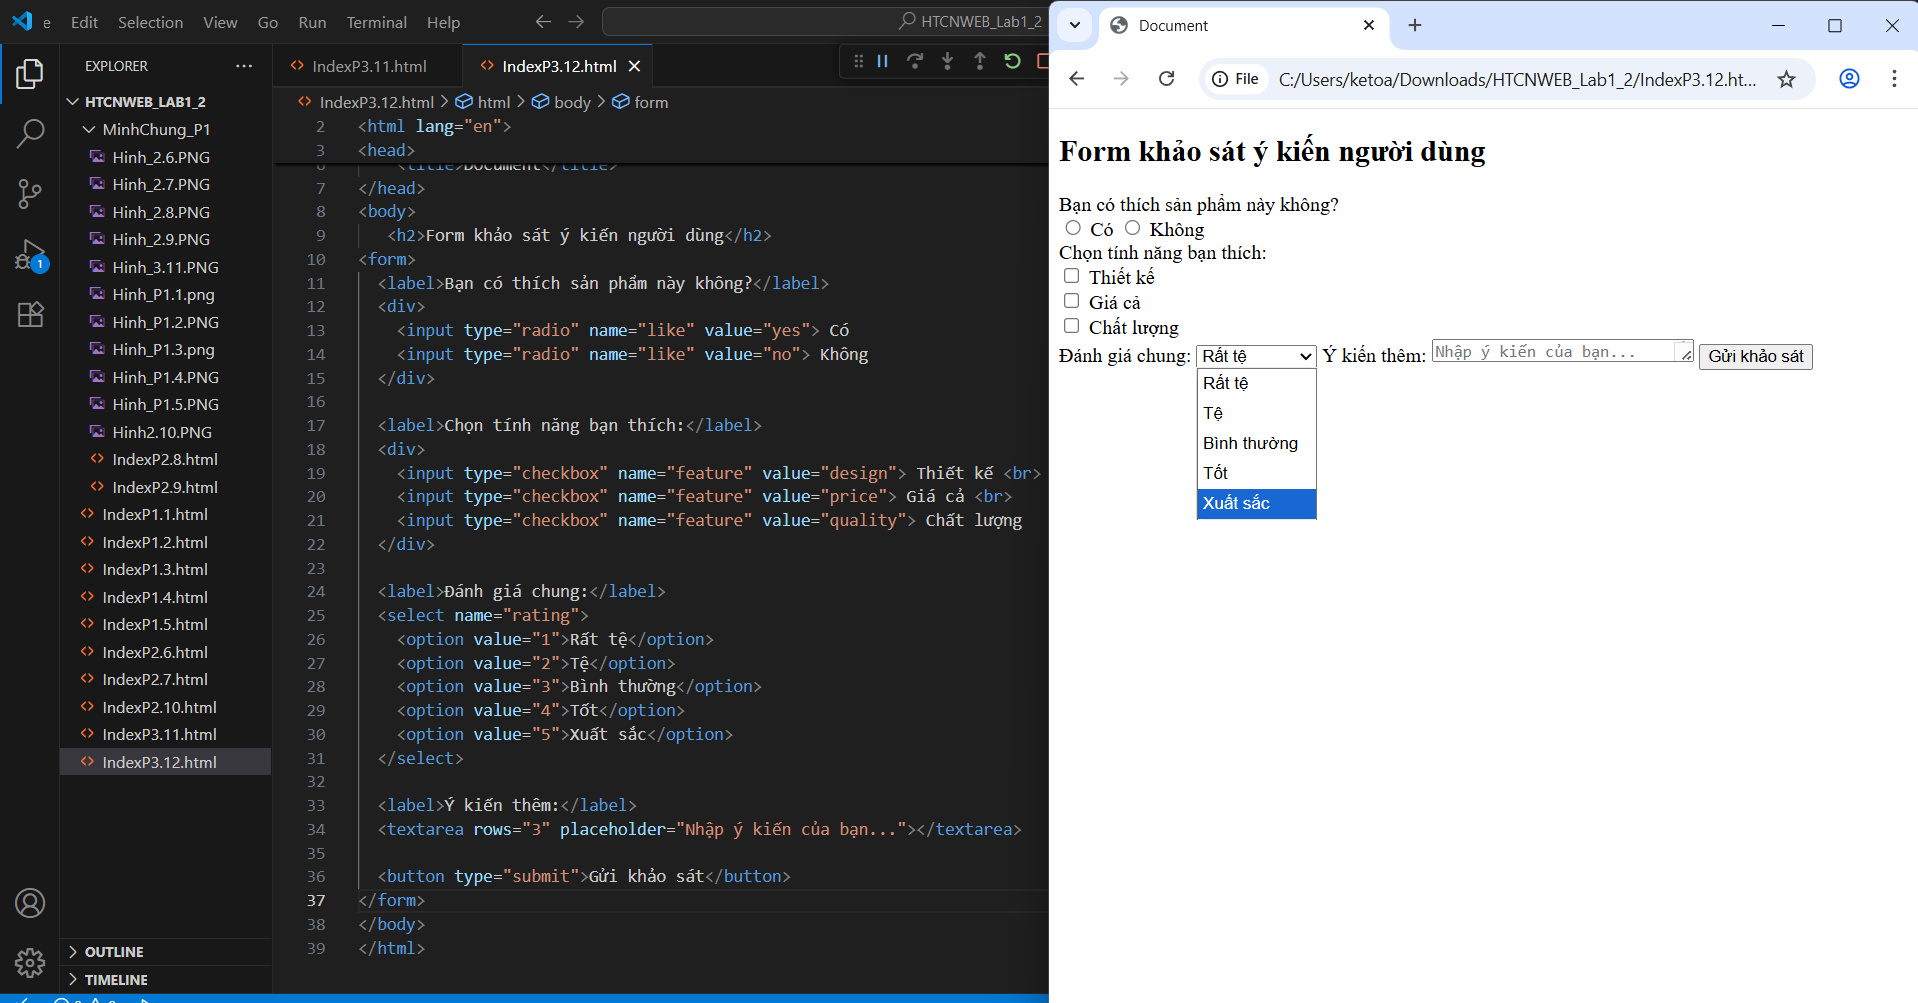 e Edit Selection View Go Run Terminal Help
HTCNWEB_Lab1_2
EXPLORER
HTCNWEB_LAB1_2
MinhChung_P1
Hinh_2.6.PNG
Hinh_2.7.PNG
Hinh_2.8.PNG
Hinh_2.9.PNG
Hinh_3.11.PNG
Hinh_P1.1.png
Hinh_P1.2.PNG
Hinh_P1.3.png
Hinh_P1.4.PNG
Hinh_P1.5.PNG
Hinh2.10.PNG
IndexP2.8.html
IndexP2.9.html
IndexP1.1.html
IndexP1.2.html
IndexP1.3.html
IndexP1.4.html
IndexP1.5.html
IndexP2.6.html
IndexP2.7.html
IndexP2.10.html
IndexP3.11.html
IndexP3.12.html
OUTLINE
TIMELINE
1
IndexP3.11.html
IndexP3.12.html
IndexP3.12.html > html > body > form
2 <html lang="en">
3 <head>
6 <title>Document</title>
7 </head>
8 <body>
9 <h2>Form khảo sát ý kiến người dùng</h2>
10 <form>
11 <label>Bạn có thích sản phẩm này không?</label>
12 <div>
13 <input type="radio" name="like" value="yes"> Có
14 <input type="radio" name="like" value="no"> Không
15 </div>
16
17 <label>Chọn tính năng bạn thích:</label>
18 <div>
19 <input type="checkbox" name="feature" value="design"> Thiết kế <br>
20 <input type="checkbox" name="feature" value="price"> Giá cả <br>
21 <input type="checkbox" name="feature" value="quality"> Chất lượng
22 </div>
23
24 <label>Đánh giá chung:</label>
25 <select name="rating">
26 <option value="1">Rất tệ</option>
27 <option value="2">Tệ</option>
28 <option value="3">Bình thường</option>
29 <option value="4">Tốt</option>
30 <option value="5">Xuất sắc</option>
31 </select>
32
33 <label>Ý kiến thêm:</label>
34 <textarea rows="3" placeholder="Nhập ý kiến của bạn..."></textarea>
35
36 <button type="submit">Gửi khảo sát</button>
37 </form>
38 </body>
39 </html>
Document
File C:/Users/ketoa/Downloads/HTCNWEB_Lab1_2/IndexP3.12.ht...
Form khảo sát ý kiến người dùng
Bạn có thích sản phẩm này không?
Có Không
Chọn tính năng bạn thích:
Thiết kế
Giá cả
Chất lượng
Đánh giá chung: Rất tệ Ý kiến thêm: Nhập ý kiến của bạn... Gửi khảo sát
Rất tệ
Tệ
Bình thường
Tốt
Xuất sắc